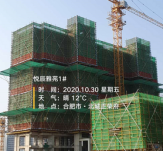 悦辰雅苑1#
时  间：2020.10.30 星期五
天  气：晴 12℃
地  点：合肥市·